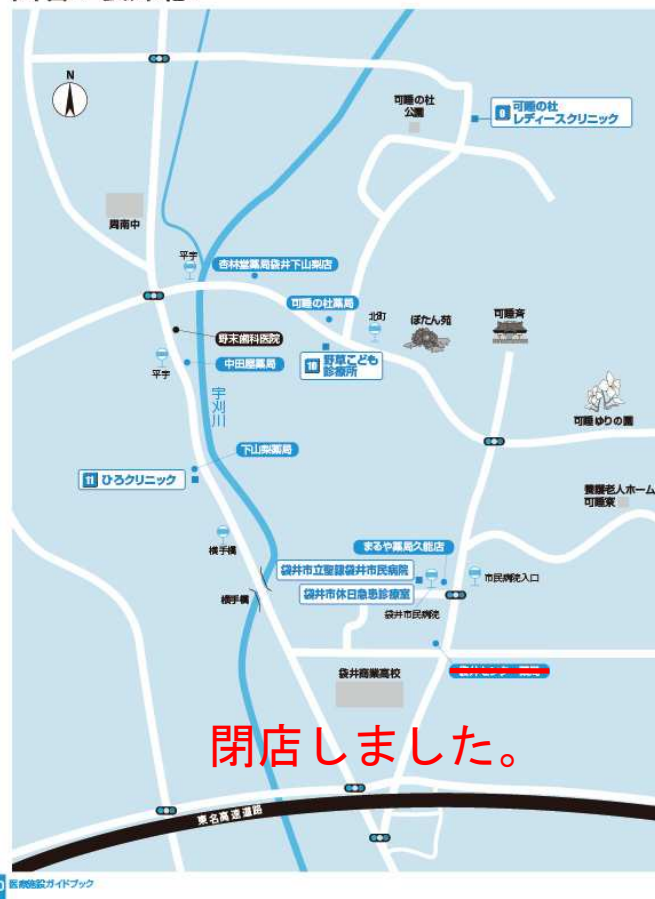 N
可睡の杜
公園
9 可睡の杜
レディースクリニック
周南中
平宇
杏林堂薬局袋井下山梨店
可睡の杜薬局
北町
ぼたん苑
可睡斉
野末歯科医院
平宇
中田屋薬局
10 野草こども
診療所
宇刈川
可睡ゆりの園
下山梨薬局
11 ひろクリニック
養護老人ホーム
可睡寮
横手橋
まるや薬局久能店
袋井市立聖隷袋井市民病院
市民病院入口
袋井市休日急患診療室
横手橋
袋井市民病院
袋井商業高校
閉店しました。
東名高速道路
医療施設ガイドブック